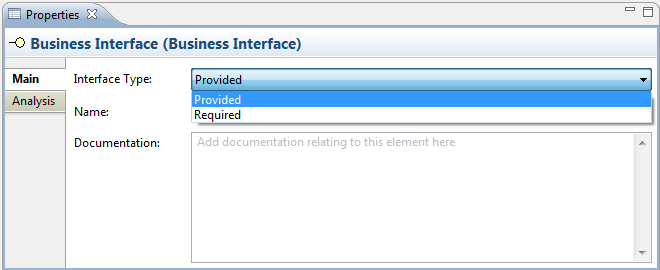 Properties
Business Interface (Business Interface)
Main
Interface Type: Provided
Analysis
Provided
Required
Name:
Documentation: Add documentation relating to this element here